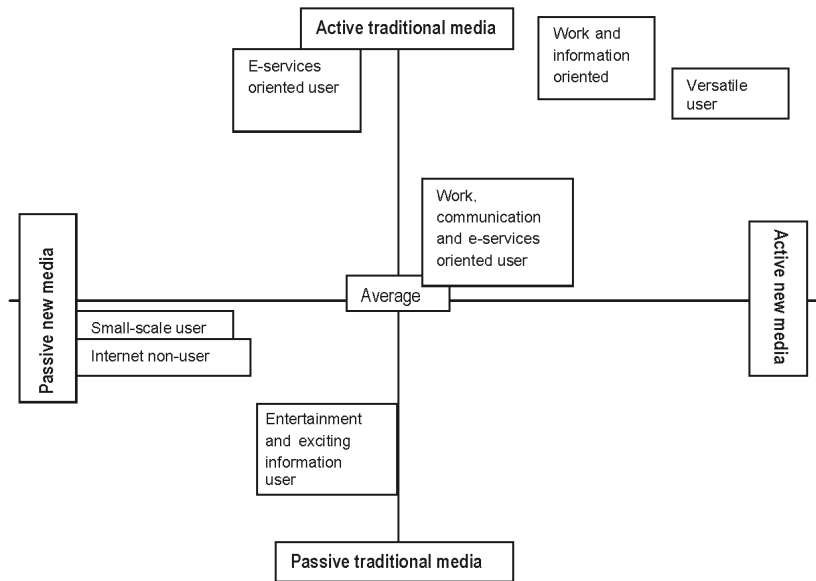 Active traditional media
E-services
oriented user
Work and
information
oriented
Versatile
user
Work,
communication
and e-services
oriented user
Passive new media
Active new media
Average
Small-scale user
Internet non-user
Entertainment
and exciting
information
user
Passive traditional media